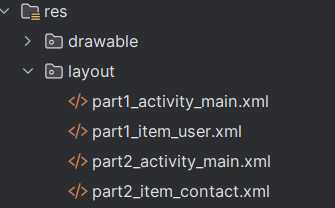 res
drawable
layout
part1_activity_main.xml
part1_item_user.xml
part2_activity_main.xml
part2_item_contact.xml